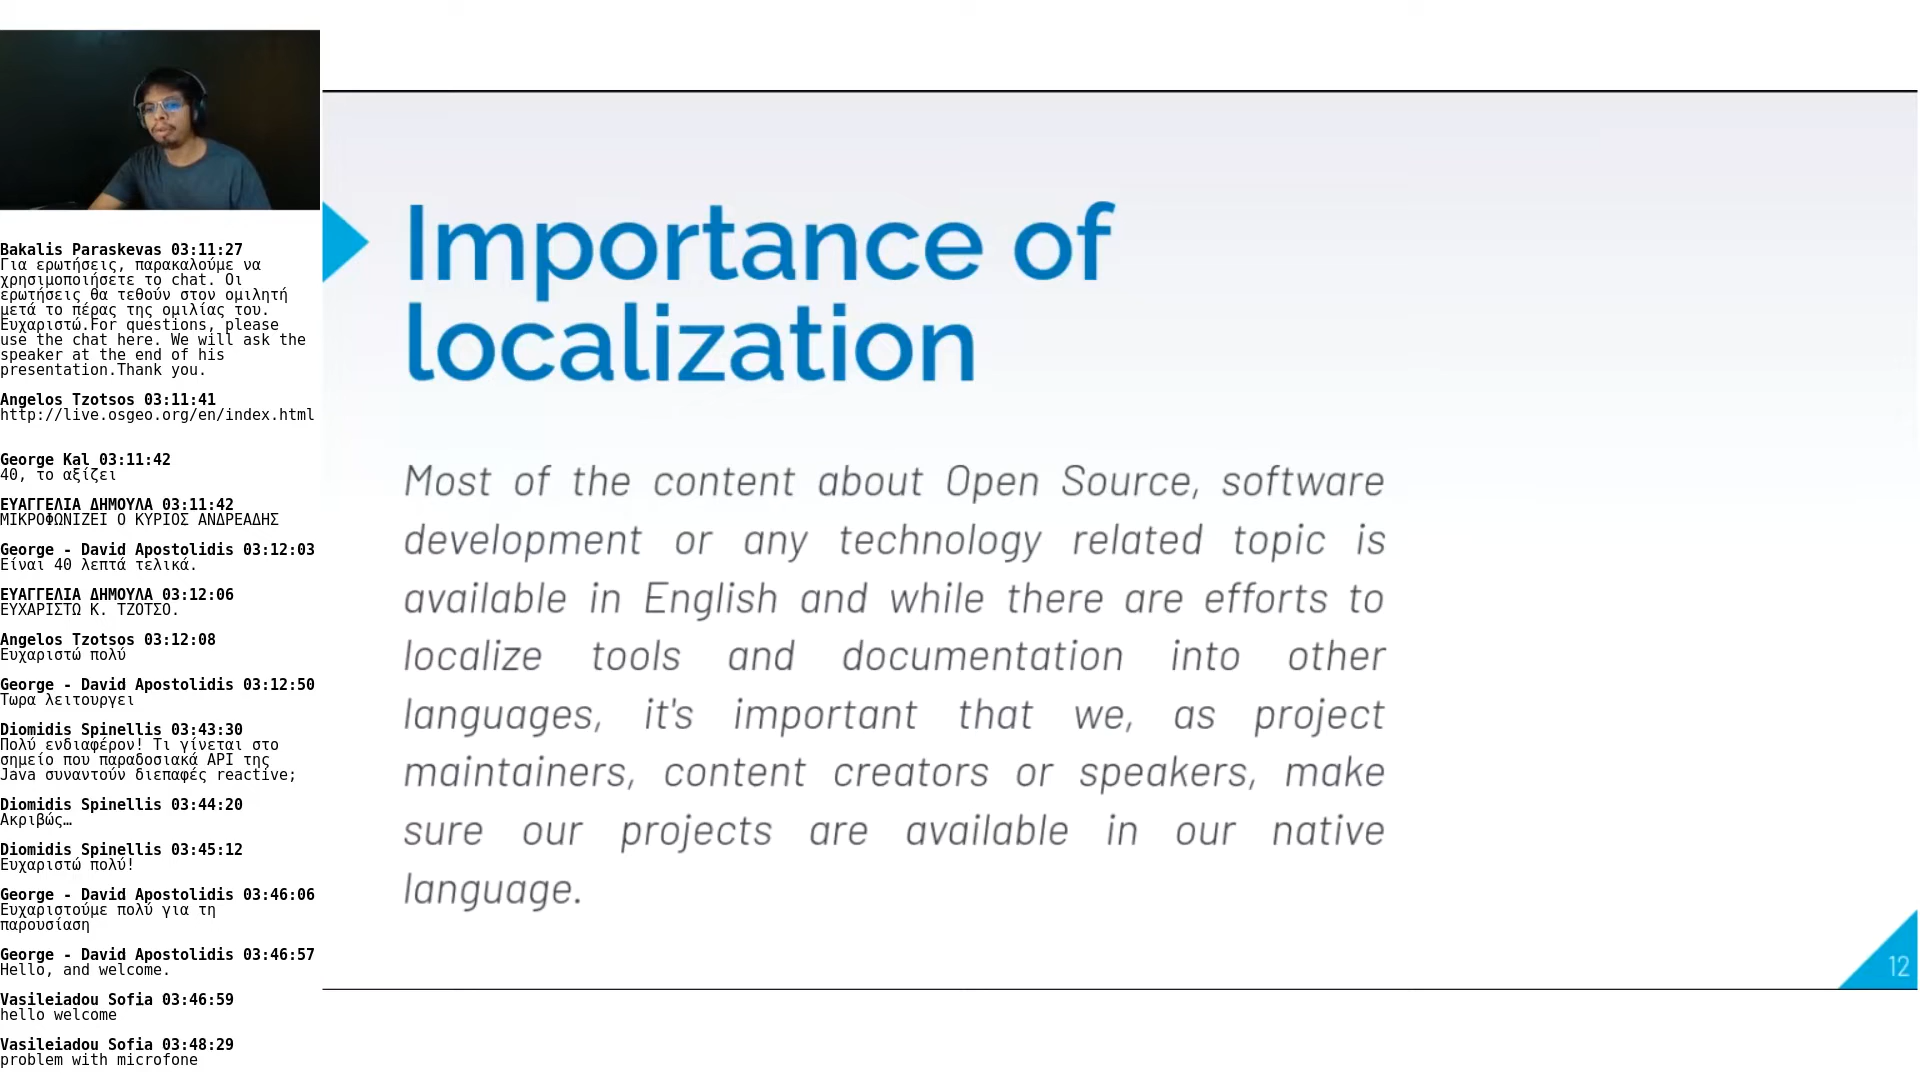 Bakalis Paraskevas 03:11:27
Για ερωτήσεις, παρακαλούμε να
χρησιμοποιήσετε το chat. Οι
ερωτήσεις θα τεθούν στον ομιλητή
μετά το πέρας της ομιλίας του.
Ευχαριστώ.For questions, please
use the chat here. We will ask the
speaker at the end of his
presentation.Thank you.
Angelos Tzotsos 03:11:41
http://live.osgeo.org/en/index.html
George Kal 03:11:42
40, το αξίζει
ΕΥΑΓΓΕΛΙΑ ΔΗΜΟΥΛΑ 03:11:42
ΜΙΚΡΟΦΩΝΙΖΕΙ Ο ΚΥΡΙΟΣ ΑΝΔΡΕΑΔΗΣ
George - David Apostolidis 03:12:03
Είναι 40 λεπτά τελικά.
ΕΥΑΓΓΕΛΙΑ ΔΗΜΟΥΛΑ 03:12:06
ΕΥΧΑΡΙΣΤΩ Κ. ΤΖΟΤΣΟ.
Angelos Tzotsos 03:12:08
Ευχαριστώ πολύ
George - David Apostolidis 03:12:50
Τωρα λειτουργει
Diomidis Spinellis 03:43:30
Πολύ ενδιαφέρον! Τι γίνεται στο
σημείο που παραδοσιακά API της
Java συναντούν διεπαφές reactive;
Diomidis Spinellis 03:44:20
Ακριβώς…
Diomidis Spinellis 03:45:12
Ευχαριστώ πολύ!
George - David Apostolidis 03:46:06
Ευχαριστούμε πολύ για τη
παρουσίαση
George - David Apostolidis 03:46:57
Hello, and welcome.
Vasileiadou Sofia 03:46:59
hello welcome
Vasileiadou Sofia 03:48:29
problem with microfone
Importance of
localization
Most of the content about Open Source, software
development or any technology related topic is
available in English and while there are efforts to
localize tools and documentation into other
languages, it's important that we, as project
maintainers, content creators or speakers, make
sure our projects are available in our native
language.
12